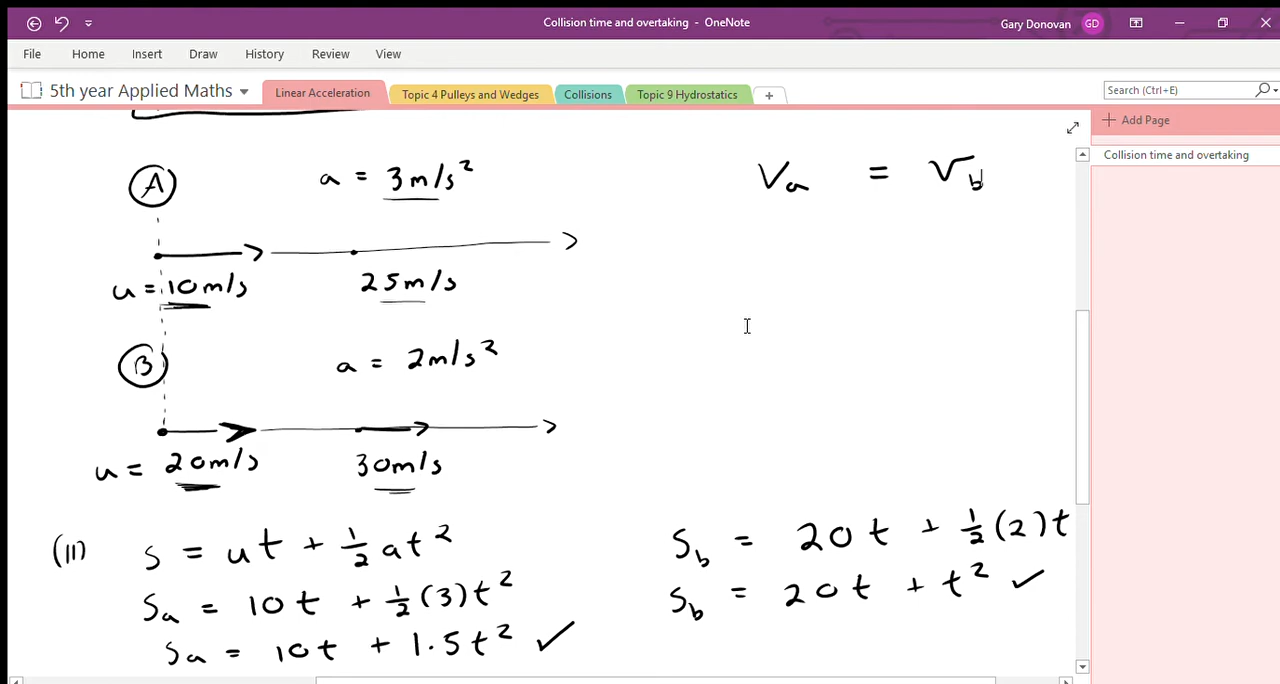 Collision time and overtaking - OneNote
Gary Donovan GD
File Home Insert Draw History Review View
5th year Applied Maths
Linear Acceleration Topic 4 Pulleys and Wedges Collisions Topic 9 Hydrostatics +
Search (Ctrl+E)
+ Add Page
Collision time and overtaking
A
a = 3m/s²
Va = Vb
u = 10m/s
25m/s
B
a = 2m/s²
u = 20m/s
30m/s
(II) s = ut + 1/2 at²
Sa = 10t + 1/2 (3)t²
Sa = 10t + 1.5t² ✓
Sb = 20t + 1/2 (2)t
Sb = 20t + t² ✓